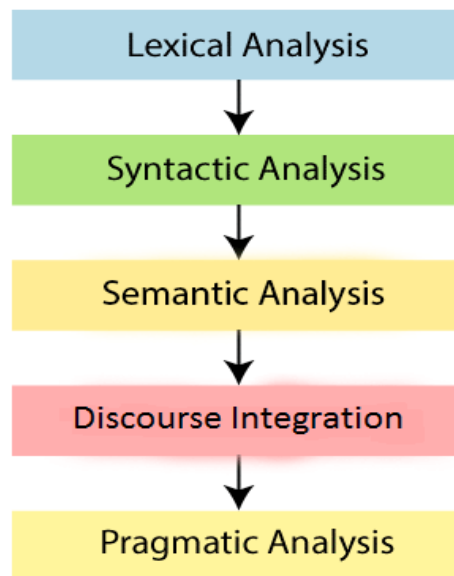 Lexical Analysis
Syntactic Analysis
Semantic Analysis
Discourse Integration
Pragmatic Analysis